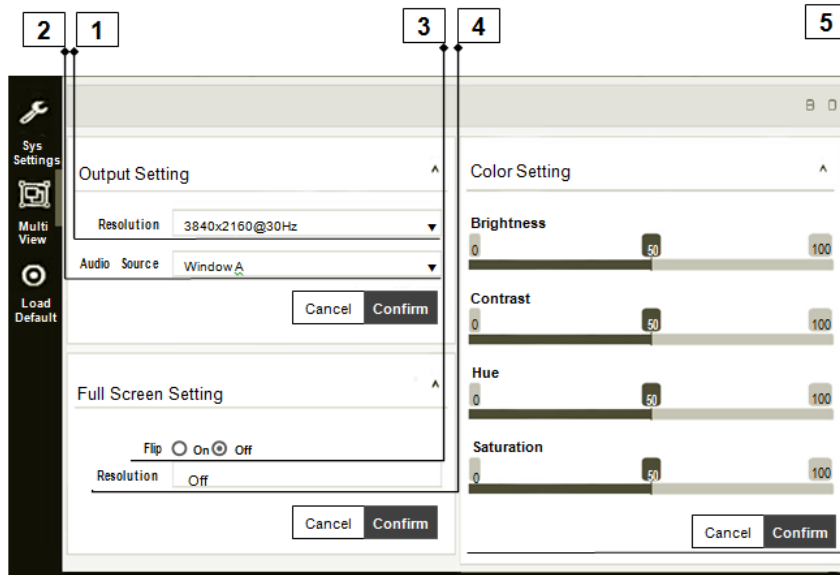 2 1 3 4 5
Sys
Settings
Multi
View
Load
Default
Output Setting ^
Resolution 3840x2160@30Hz ▼
Audio Source Window A ▼
Cancel Confirm
Full Screen Setting ^
Flip On Off
Resolution Off
Cancel Confirm
Color Setting ^
Brightness
0 50 100
Contrast
0 50 100
Hue
0 50 100
Saturation
0 50 100
Cancel Confirm